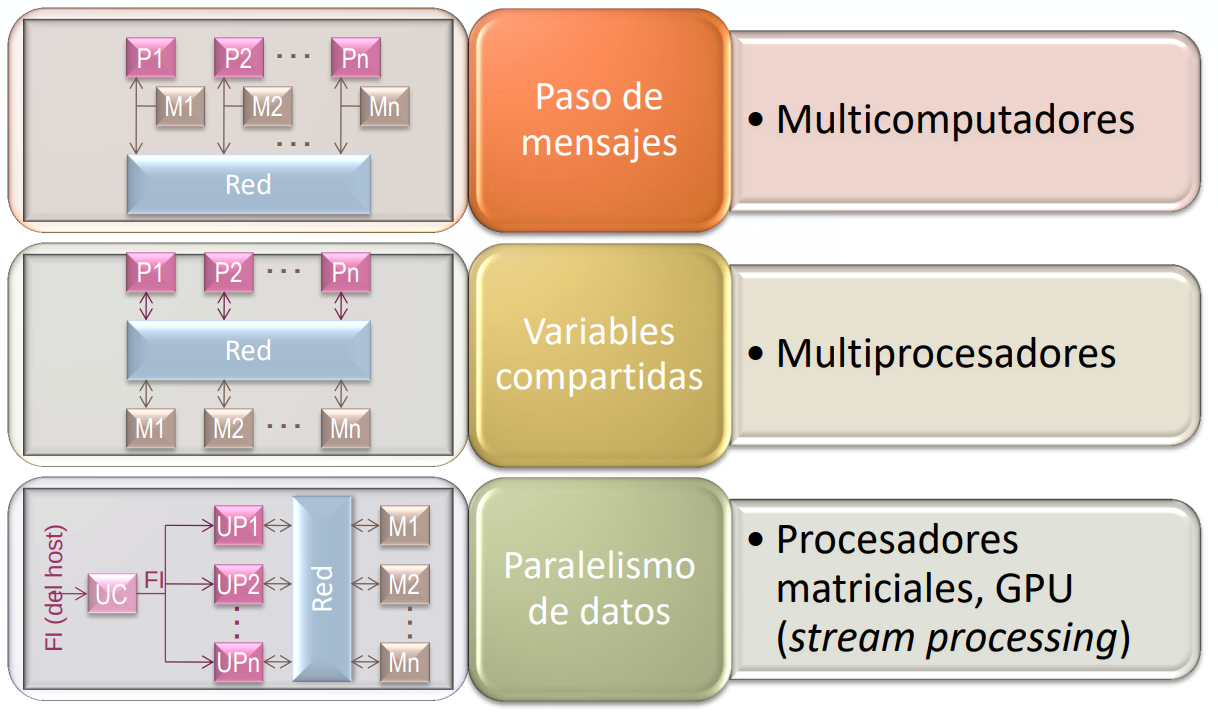 P1 P2 ... Pn
M1 M2 Mn
...
Red
Paso de
mensajes
• Multicomputadores
P1 P2 ... Pn
Red
M1 M2 ... Mn
Variables
compartidas
• Multiprocesadores
FI (del host)
UC
FI
UP1
UP2
UPn
Red
M1
M2
Mn
Paralelismo
de datos
• Procesadores
matriciales, GPU
(stream processing)